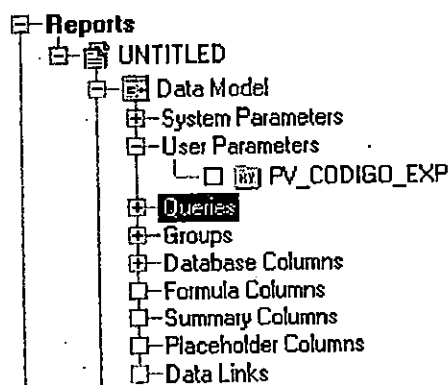 Reports
UNTITLED
Data Model
System Parameters
User Parameters
PV_CODIGO_EXP
Queries
Groups
Database Columns
Formula Columns
Summary Columns
Placeholder Columns
Data Links